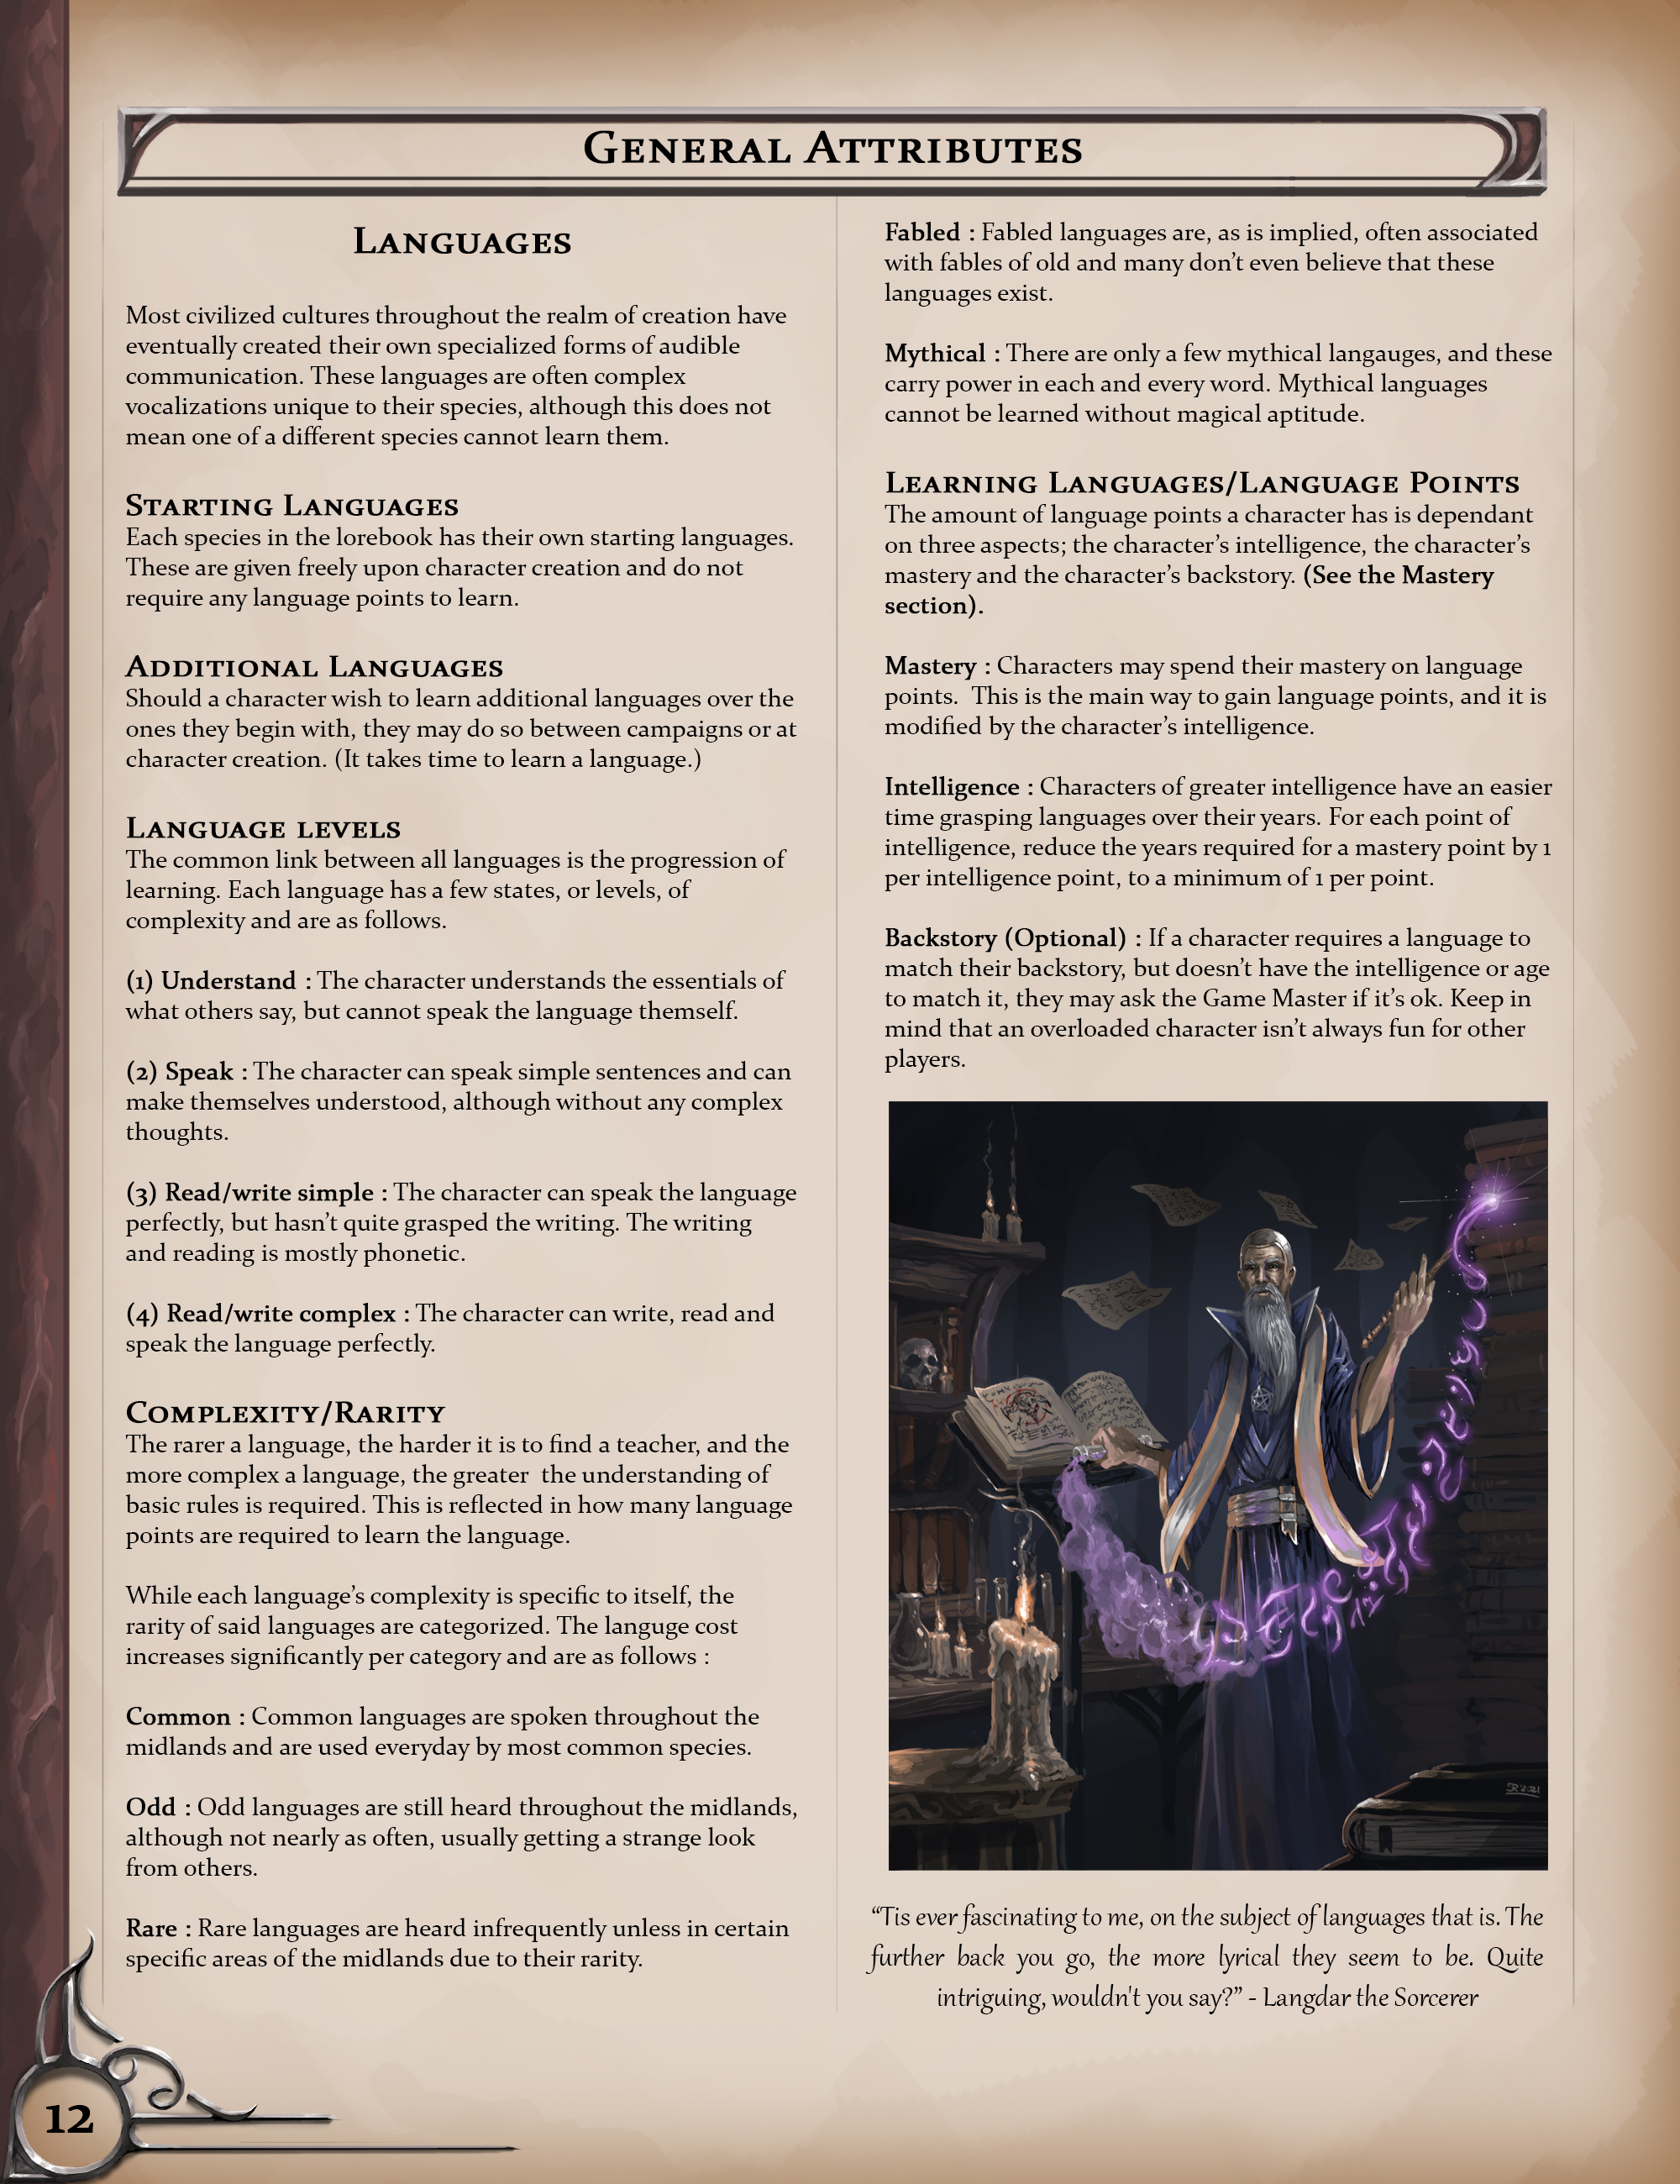 General Attributes
Languages
Most civilized cultures throughout the realm of creation have
eventually created their own specialized forms of audible
communication. These languages are often complex
vocalizations unique to their species, although this does not
mean one of a different species cannot learn them.
Starting Languages
Each species in the lorebook has their own starting languages.
These are given freely upon character creation and do not
require any language points to learn.
Additional Languages
Should a character wish to learn additional languages over the
ones they begin with, they may do so between campaigns or at
character creation. (It takes time to learn a language.)
Language levels
The common link between all languages is the progression of
learning. Each language has a few states, or levels, of
complexity and are as follows.
(1) Understand : The character understands the essentials of
what others say, but cannot speak the language themself.
(2) Speak : The character can speak simple sentences and can
make themselves understood, although without any complex
thoughts.
(3) Read/write simple : The character can speak the language
perfectly, but hasn't quite grasped the writing. The writing
and reading is mostly phonetic.
(4) Read/write complex : The character can write, read and
speak the language perfectly.
Complexity/Rarity
The rarer a language, the harder it is to find a teacher, and the
more complex a language, the greater  the understanding of
basic rules is required. This is reflected in how many language
points are required to learn the language.
While each language's complexity is specific to itself, the
rarity of said languages are categorized. The languge cost
increases significantly per category and are as follows :
Common : Common languages are spoken throughout the
midlands and are used everyday by most common species.
Odd : Odd languages are still heard throughout the midlands,
although not nearly as often, usually getting a strange look
from others.
Rare : Rare languages are heard infrequently unless in certain
specific areas of the midlands due to their rarity.
Fabled : Fabled languages are, as is implied, often associated
with fables of old and many don't even believe that these
languages exist.
Mythical : There are only a few mythical langauges, and these
carry power in each and every word. Mythical languages
cannot be learned without magical aptitude.
Learning Languages/Language Points
The amount of language points a character has is dependant
on three aspects; the character's intelligence, the character's
mastery and the character's backstory. (See the Mastery
section).
Mastery : Characters may spend their mastery on language
points.  This is the main way to gain language points, and it is
modified by the character's intelligence.
Intelligence : Characters of greater intelligence have an easier
time grasping languages over their years. For each point of
intelligence, reduce the years required for a mastery point by 1
per intelligence point, to a minimum of 1 per point.
Backstory (Optional) : If a character requires a language to
match their backstory, but doesn't have the intelligence or age
to match it, they may ask the Game Master if it's ok. Keep in
mind that an overloaded character isn't always fun for other
players.
“Tis ever fascinating to me, on the subject of languages that is. The
further back you go, the more lyrical they seem to be. Quite
intriguing, wouldn't you say?” - Langdar the Sorcerer
12